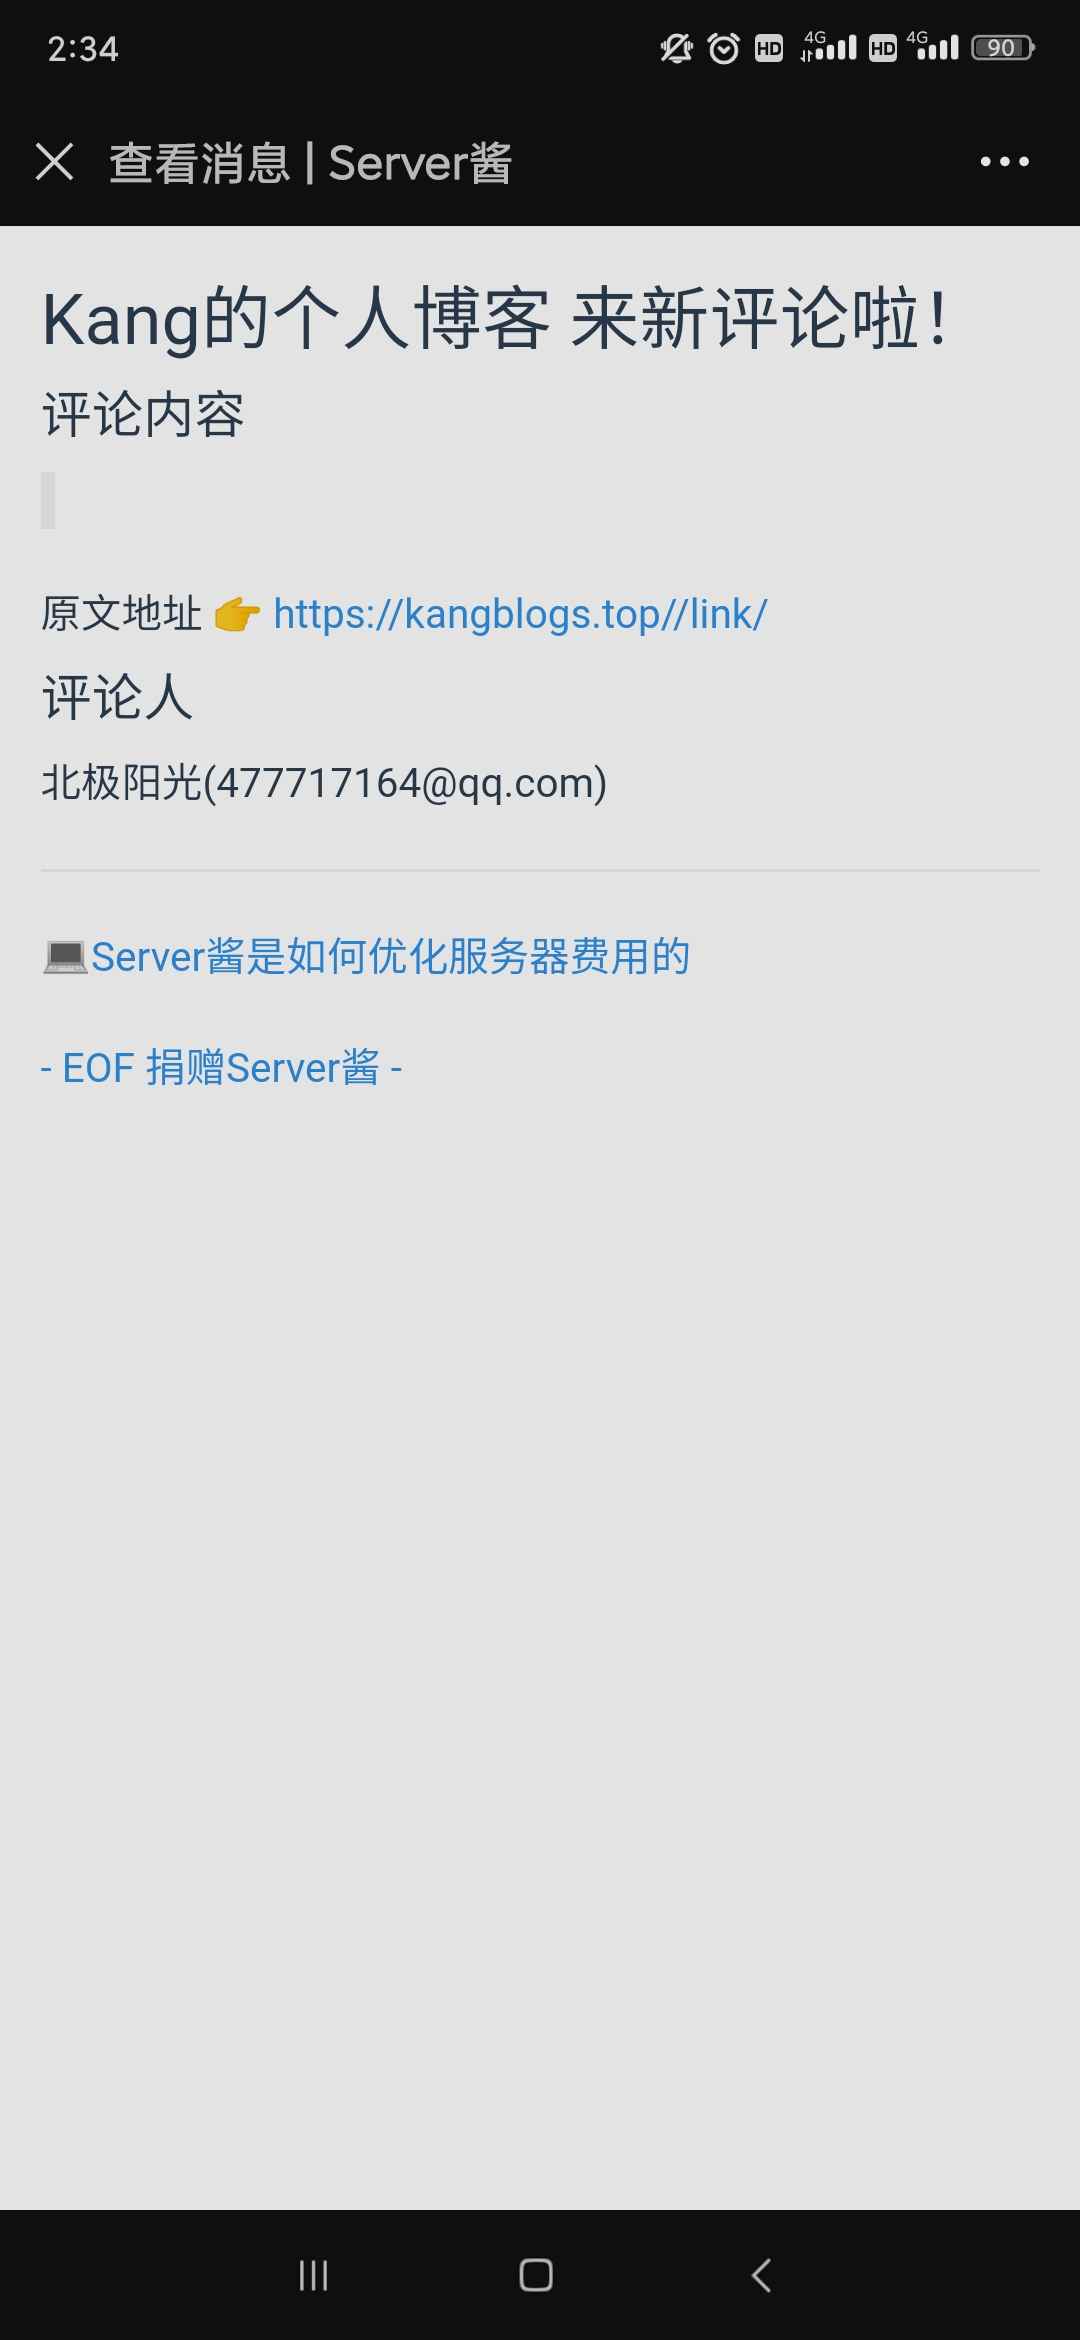 2:34
4G
4G
HD
HD
90
查看消息 | Server酱
Kang的个人博客 来新评论啦！
评论内容
原文地址 👉 https://kangblogs.top//link/
评论人
北极阳光(477717164@qq.com)
💻Server酱是如何优化服务器费用的
- EOF 捐赠Server酱 -